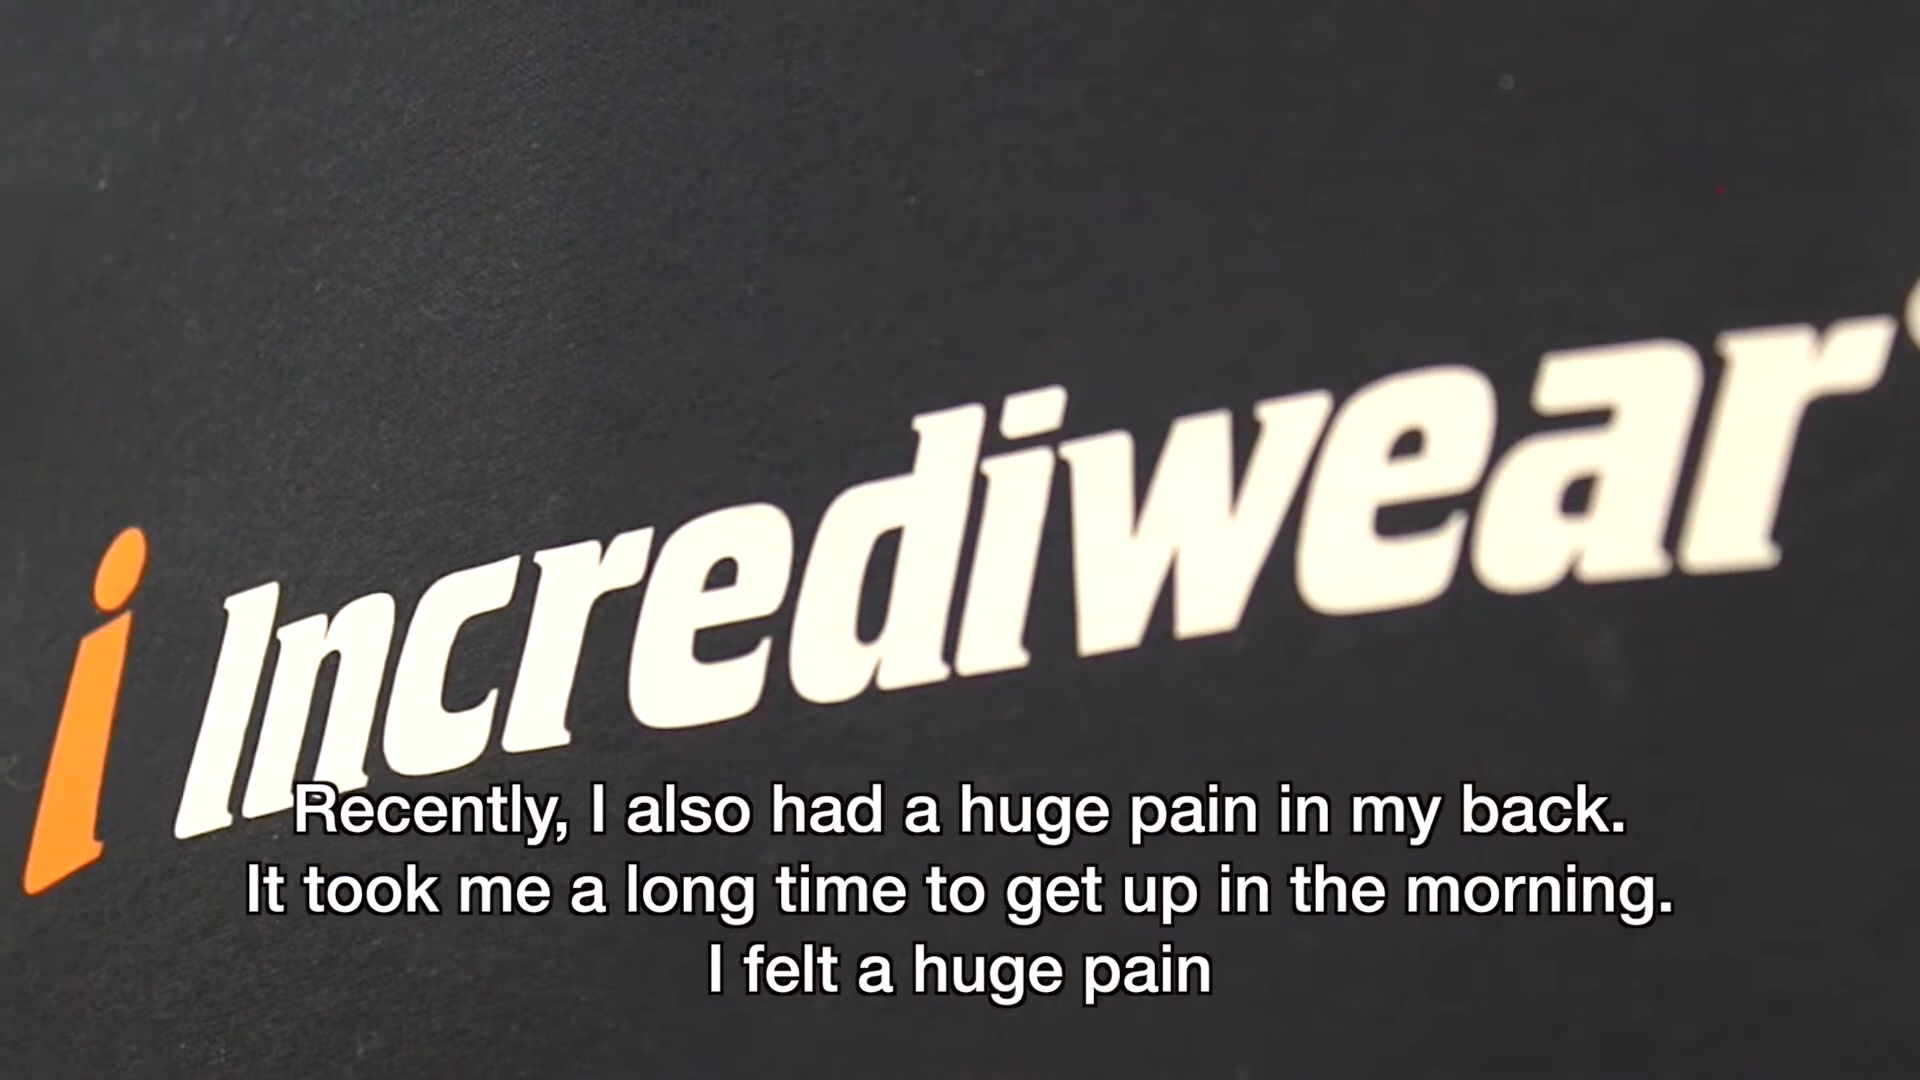 i Incrediwear
Recently, I also had a huge pain in my back.
It took me a long time to get up in the morning.
I felt a huge pain